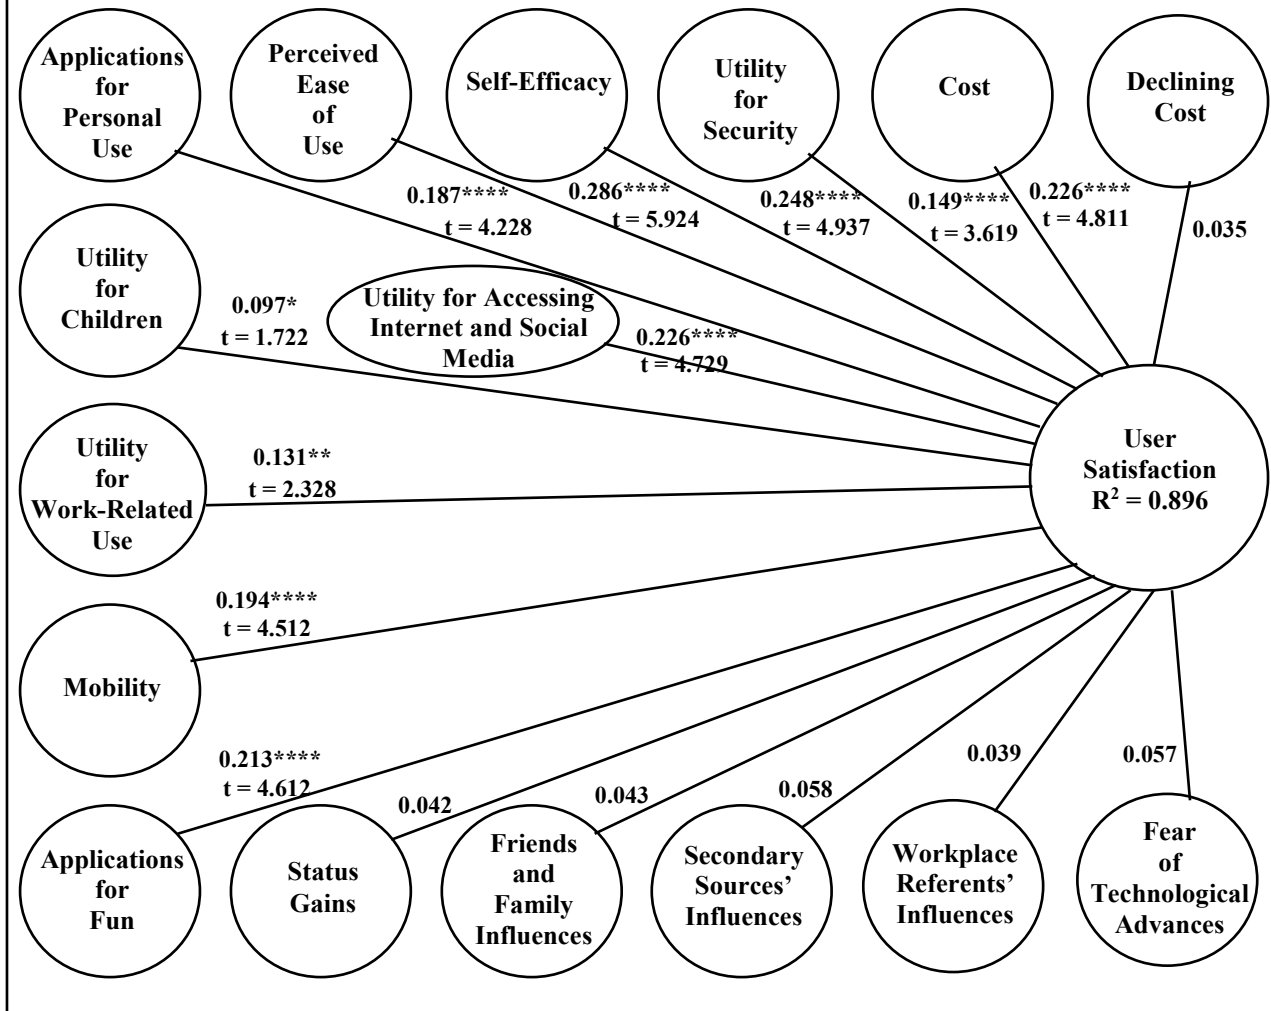 Applications
for
Personal
Use
Perceived
Ease
of
Use
Self-Efficacy
Utility
for
Security
Cost
Declining
Cost
0.187****
t = 4.228
0.286****
t = 5.924
0.248****
t = 4.937
0.149****
t = 3.619
0.226****
t = 4.811
0.035
Utility
for
Children
0.097*
t = 1.722
Utility for Accessing
Internet and Social
Media
0.226****
t = 4.729
User
Satisfaction
R² = 0.896
Utility
for
Work-Related
Use
0.131**
t = 2.328
Mobility
0.194****
t = 4.512
0.213****
t = 4.612
0.042
0.043
0.058
0.039
0.057
Applications
for
Fun
Status
Gains
Friends
and
Family
Influences
Secondary
Sources’
Influences
Workplace
Referents’
Influences
Fear
of
Technological
Advances